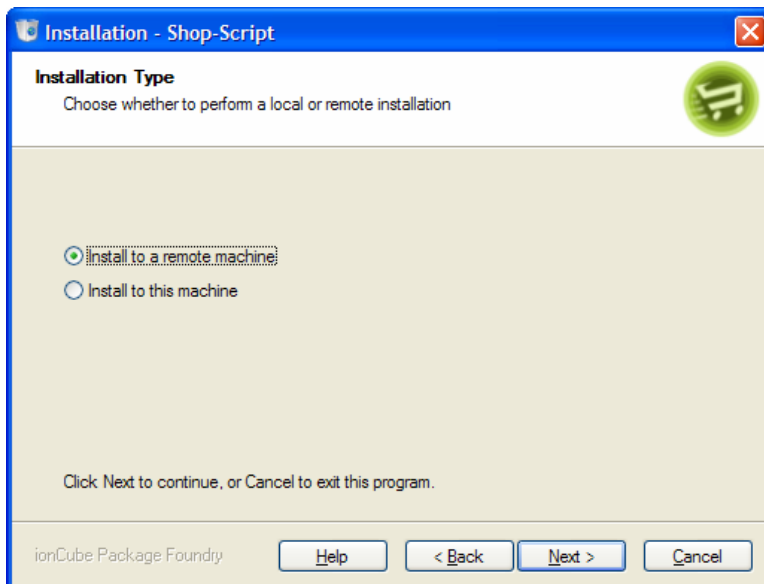 Installation - Shop-Script
Installation Type
Choose whether to perform a local or remote installation
Install to a remote machine
Install to this machine
Click Next to continue, or Cancel to exit this program.
ionCube Package Foundry
Help
< Back
Next >
Cancel